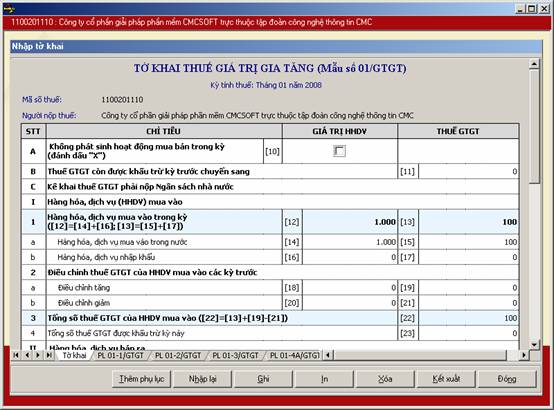 1100201110 : Công ty cổ phần giải pháp phần mềm CMCSOFT trực thuộc tập đoàn công nghệ thông tin CMC
Nhập tờ khai
TỜ KHAI THUẾ GIÁ TRỊ GIA TĂNG (Mẫu số 01/GTGT)
Kỳ tính thuế: Tháng 01 năm 2008
Mã số thuế: 1100201110
Người nộp thuế: Công ty cổ phần giải pháp phần mềm CMCSOFT trực thuộc tập đoàn công nghệ thông tin CMC
STT CHỈ TIÊU GIÁ TRỊ HHDV THUẾ GTGT
A Không phát sinh hoạt động mua bán trong kỳ [10]
(đánh dấu "X")
B Thuế GTGT còn được khấu trừ kỳ trước chuyển sang [11] 0
C Kê khai thuế GTGT phải nộp Ngân sách nhà nước
I Hàng hóa, dịch vụ (HHDV) mua vào
1 Hàng hóa, dịch vụ mua vào trong kỳ [12] 1.000 [13] 100
([12]=[14]+[16]; [13]=[15]+[17])
a Hàng hóa, dịch vụ mua vào trong nước [14] 1.000 [15] 100
b Hàng hóa, dịch vụ nhập khẩu [16] 0 [17] 0
2 Điều chỉnh thuế GTGT của HHDV mua vào các kỳ trước
a Điều chỉnh tăng [18] 0 [19] 0
b Điều chỉnh giảm [20] 0 [21] 0
3 Tổng số thuế GTGT của HHDV mua vào ([22]=[13]+[19]-[21]) [22] 100
4 Tổng số thuế GTGT được khấu trừ kỳ này [23] 0
II Hàng hóa, dịch vụ bán ra
Tờ khai PL 01-1/GTGT PL 01-2/GTGT PL 01-3/GTGT PL 01-4A/GTG
Thêm phụ lục Nhập lại Ghi In Xóa Kết xuất Đóng